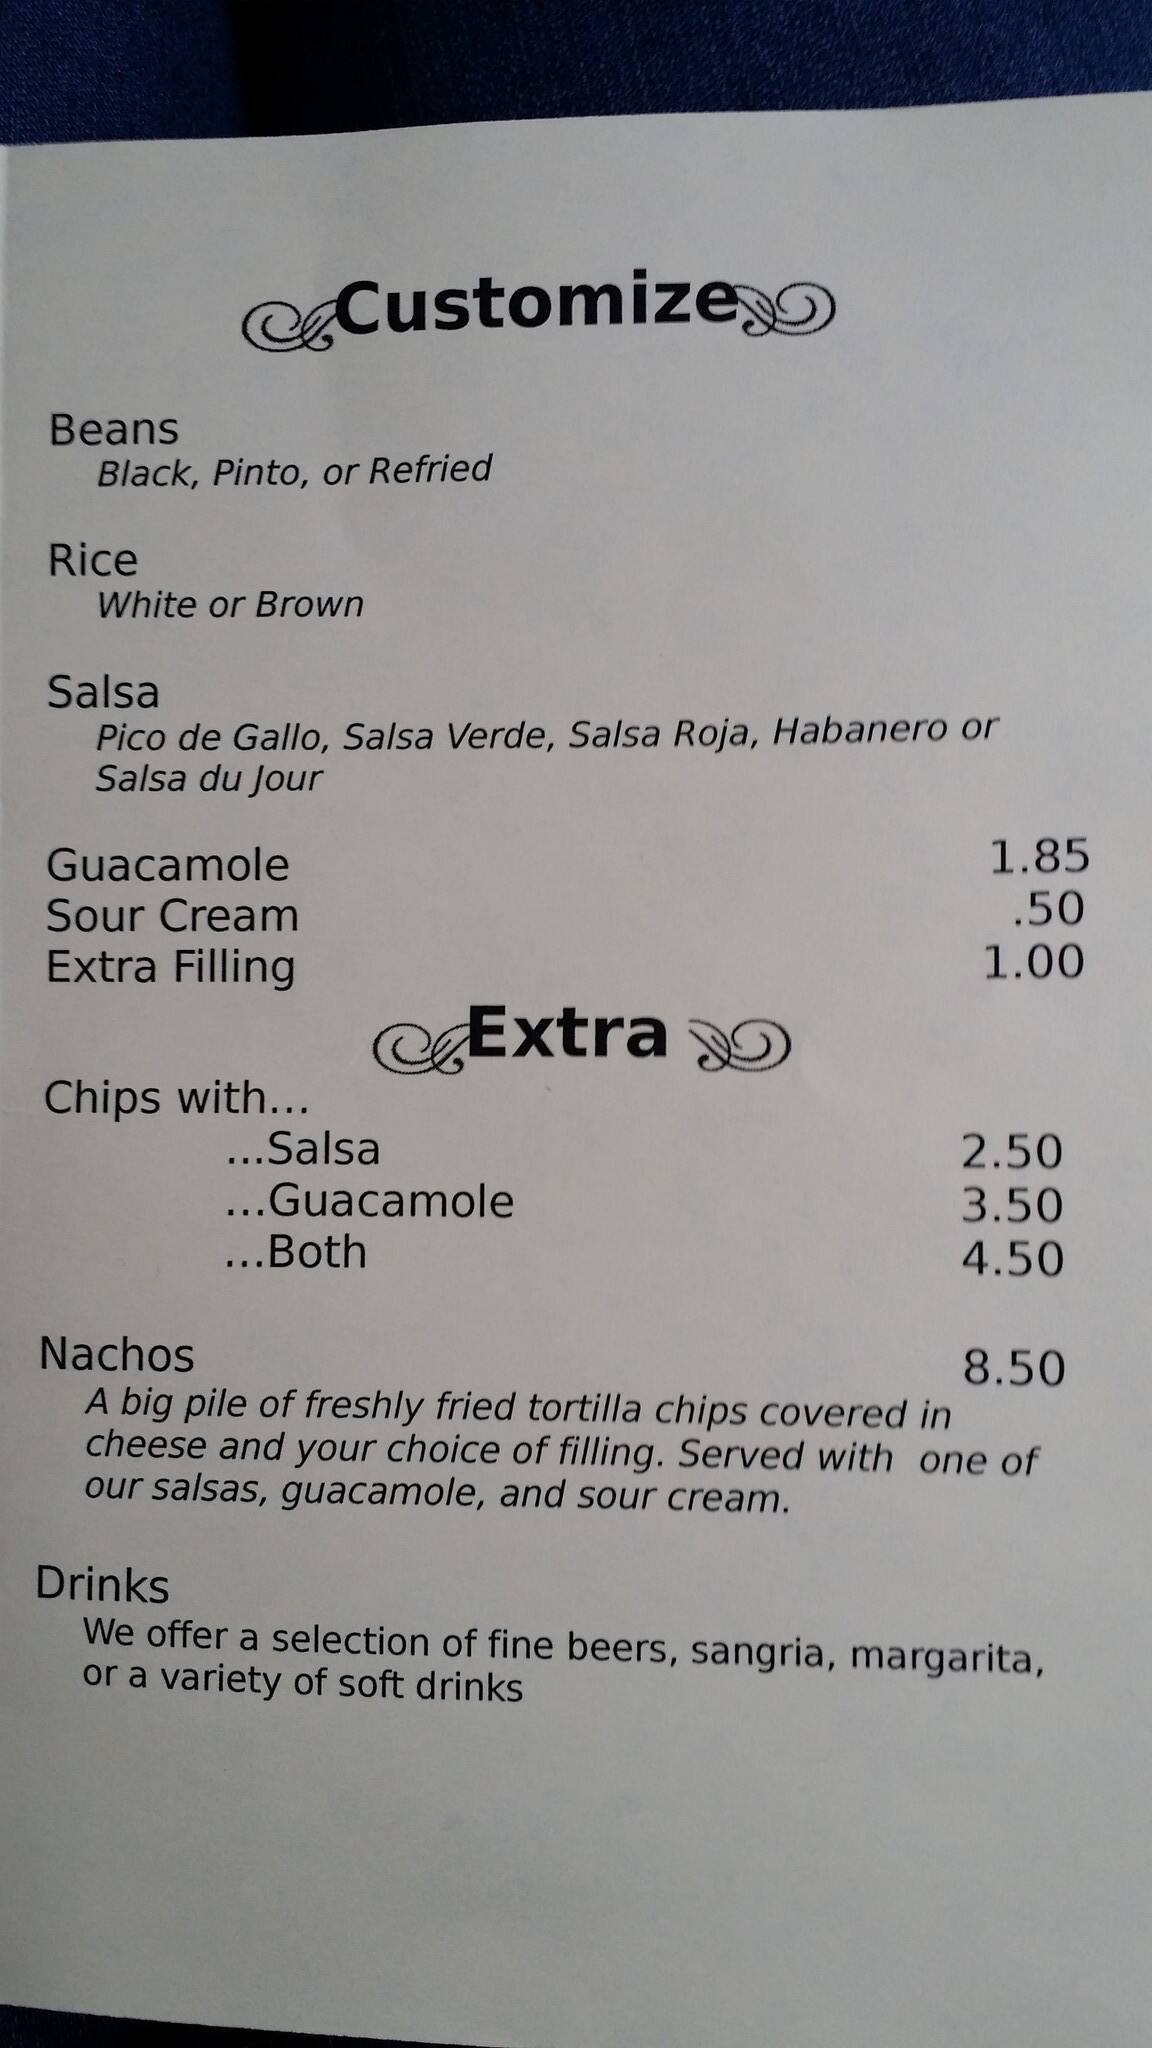 Customize
Beans
Black, Pinto, or Refried
Rice
White or Brown
Salsa
Pico de Gallo, Salsa Verde, Salsa Roja, Habanero or
Salsa du Jour
Guacamole 1.85
Sour Cream .50
Extra Filling 1.00
Extra
Chips with...
...Salsa 2.50
...Guacamole 3.50
...Both 4.50
Nachos 8.50
A big pile of freshly fried tortilla chips covered in
cheese and your choice of filling. Served with one of
our salsas, guacamole, and sour cream.
Drinks
We offer a selection of fine beers, sangria, margarita,
or a variety of soft drinks